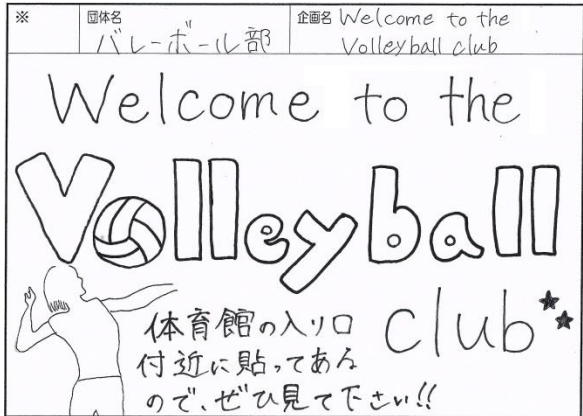 ※
団体名
バレーボール部
企画名 Welcome to the
Volleyball club
Welcome to the
Volleyball
club
体育館の入り口
付近に貼ってある
ので、ぜひ見て下さい!!